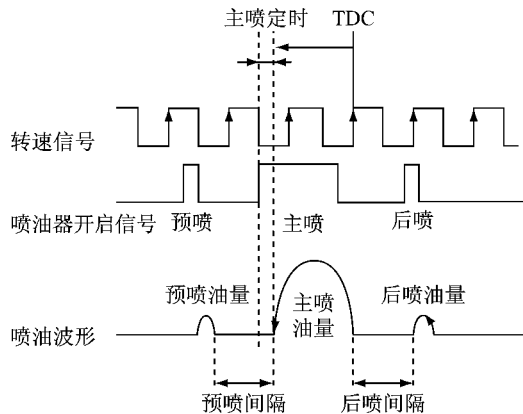 主喷定时 TDC
转速信号
喷油器开启信号 预喷 主喷 后喷
预喷油量 主喷油量 后喷油量
喷油波形
预喷间隔 后喷间隔